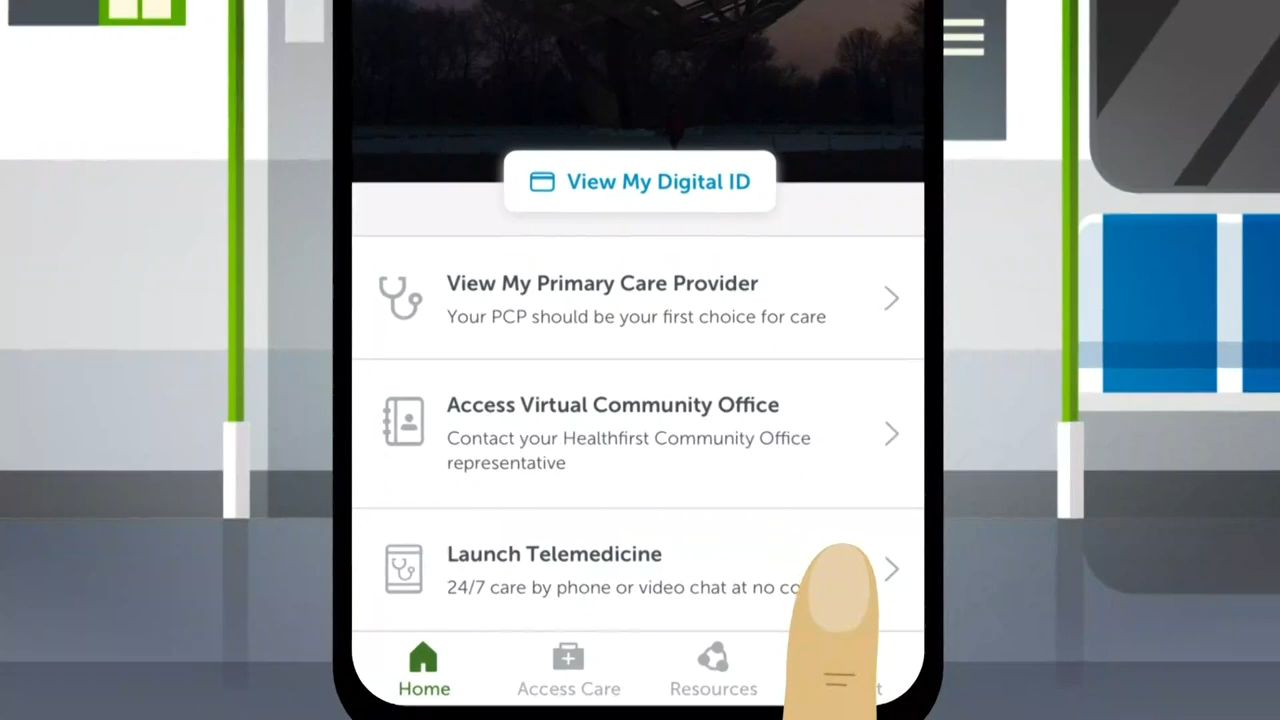 View My Digital ID
View My Primary Care Provider
Your PCP should be your first choice for care
Access Virtual Community Office
Contact your Healthfirst Community Office
representative
Launch Telemedicine
24/7 care by phone or video chat at no
Home
Access Care
Resources